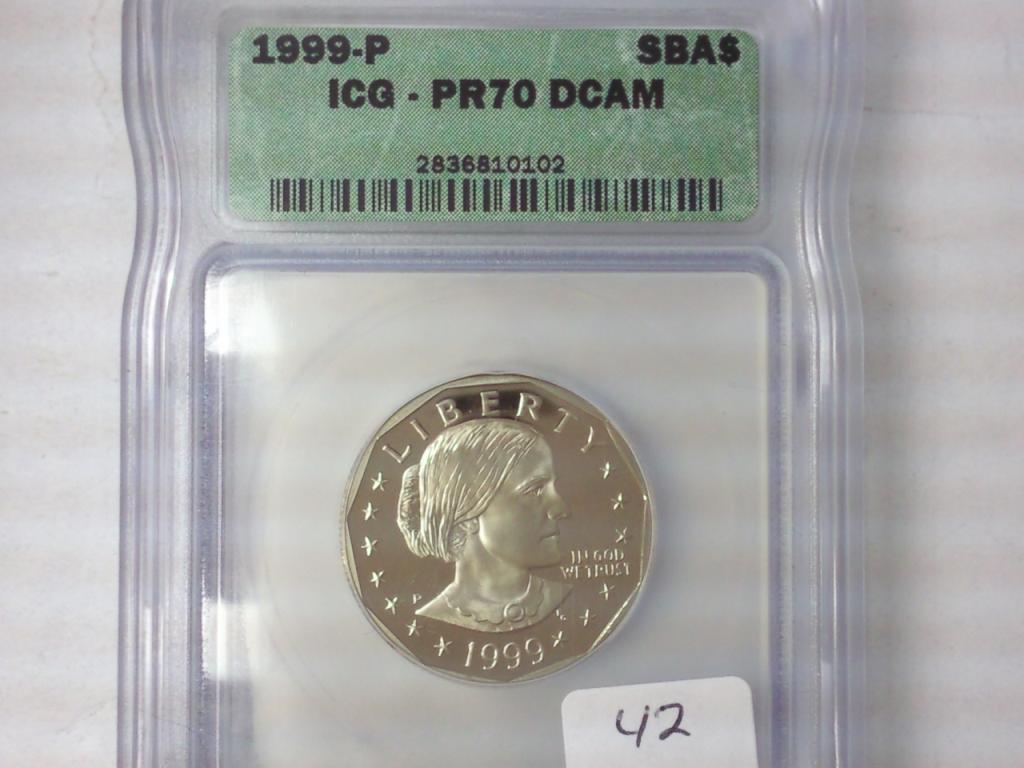 1999-P SBA$
ICG - PR70 DCAM
2836810102
LIBERTY
IN GOD
WE TRUST
P
1999
42